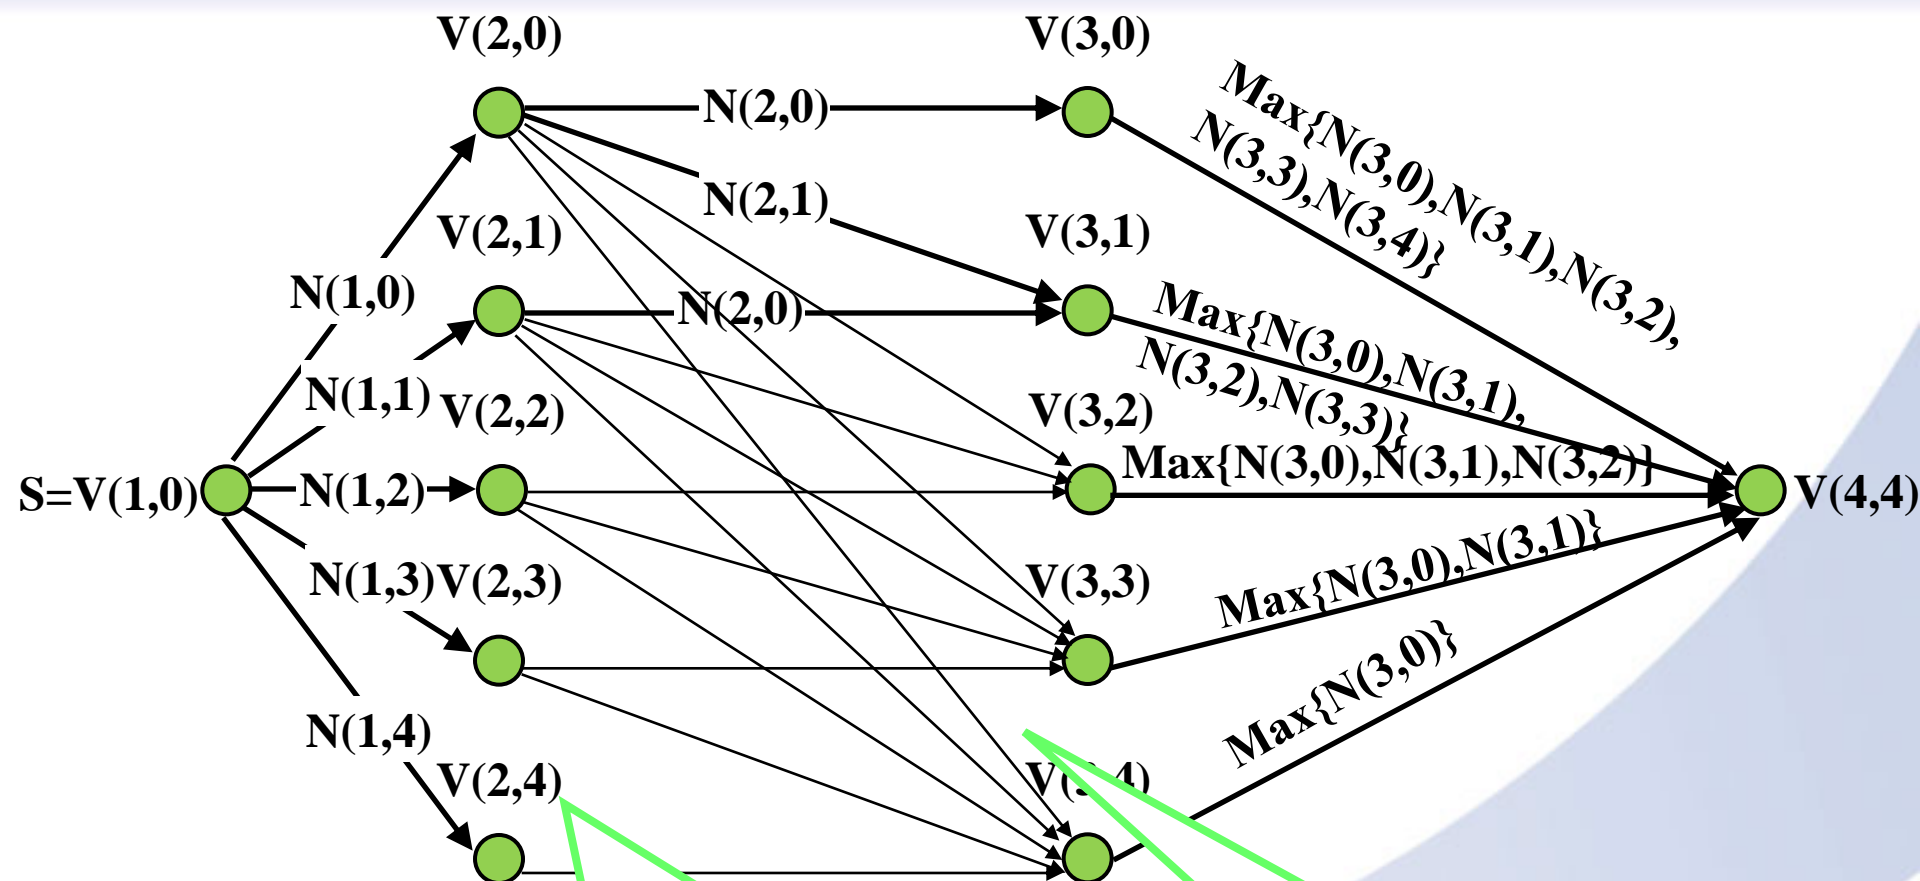 V(2,0)
V(3,0)
Max{N(3,0),N(3,1),N(3,2),
N(3,3),N(3,4)}
N(2,0)
N(2,1)
V(2,1)
V(3,1)
N(1,0)
N(2,0)
Max{N(3,0),N(3,1),
N(3,2),N(3,3)}
N(1,1)
V(2,2)
V(3,2)
Max{N(3,0),N(3,1),N(3,2)}
S=V(1,0)
N(1,2)
V(4,4)
N(1,3)
V(2,3)
V(3,3)
Max{N(3,0),N(3,1)}
Max{N(3,0)}
N(1,4)
V(2,4)
V(3,4)